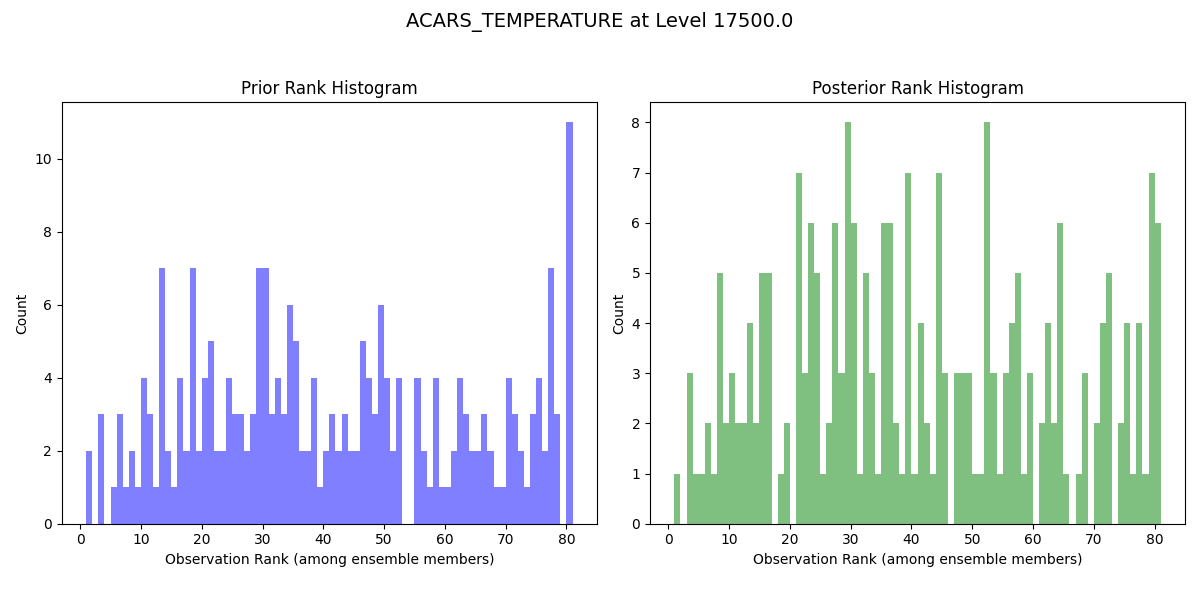 ACARS_TEMPERATURE at Level 17500.0
Prior Rank Histogram
Count
10
8
6
4
2
0
0 10 20 30 40 50 60 70 80
Observation Rank (among ensemble members)
Posterior Rank Histogram
Count
8
7
6
5
4
3
2
1
0
0 10 20 30 40 50 60 70 80
Observation Rank (among ensemble members)